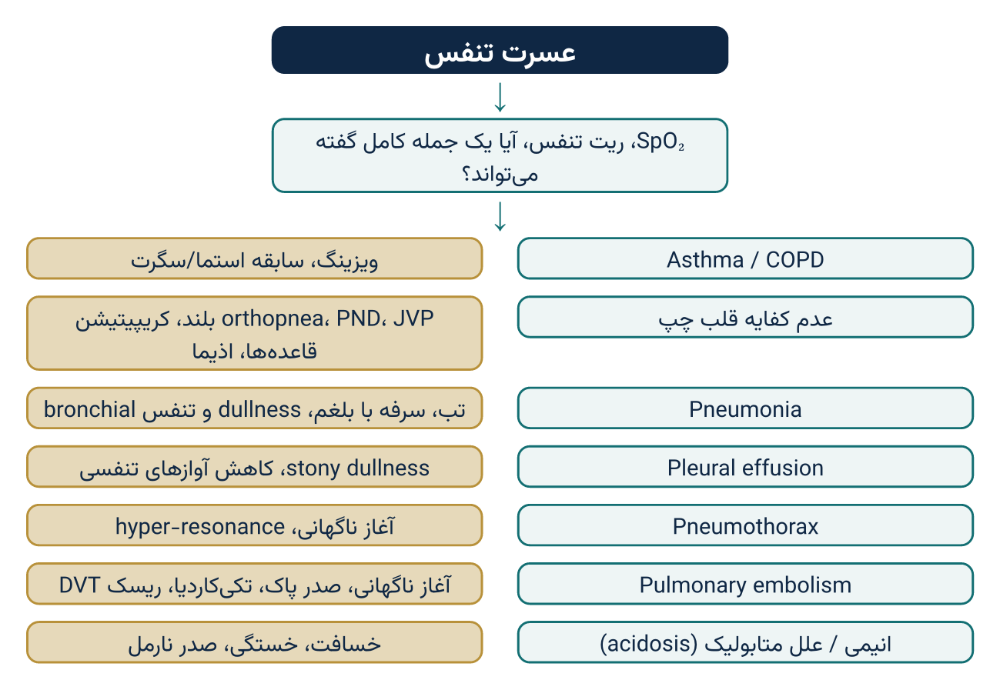 عسرت تنفس
SpO₂، ریت تنفس، آیا یک جمله کامل گفته
می‌تواند؟
Asthma / COPD
ویزینگ، سابقه استما/سگرت
عدم کفایه قلب چپ
orthopnea، PND، JVP بلند، کریپیتیشن
قاعده‌ها، اذیما
Pneumonia
تب، سرفه با بلغم، dullness و تنفس bronchial
Pleural effusion
stony dullness، کاهش آوازهای تنفسی
Pneumothorax
آغاز ناگهانی، hyper-resonance
Pulmonary embolism
آغاز ناگهانی، صدر پاک، تکی‌کاردیا، ریسک DVT
انیمی / علل متابولیک (acidosis)
خسافت، خستگی، صدر نارمل